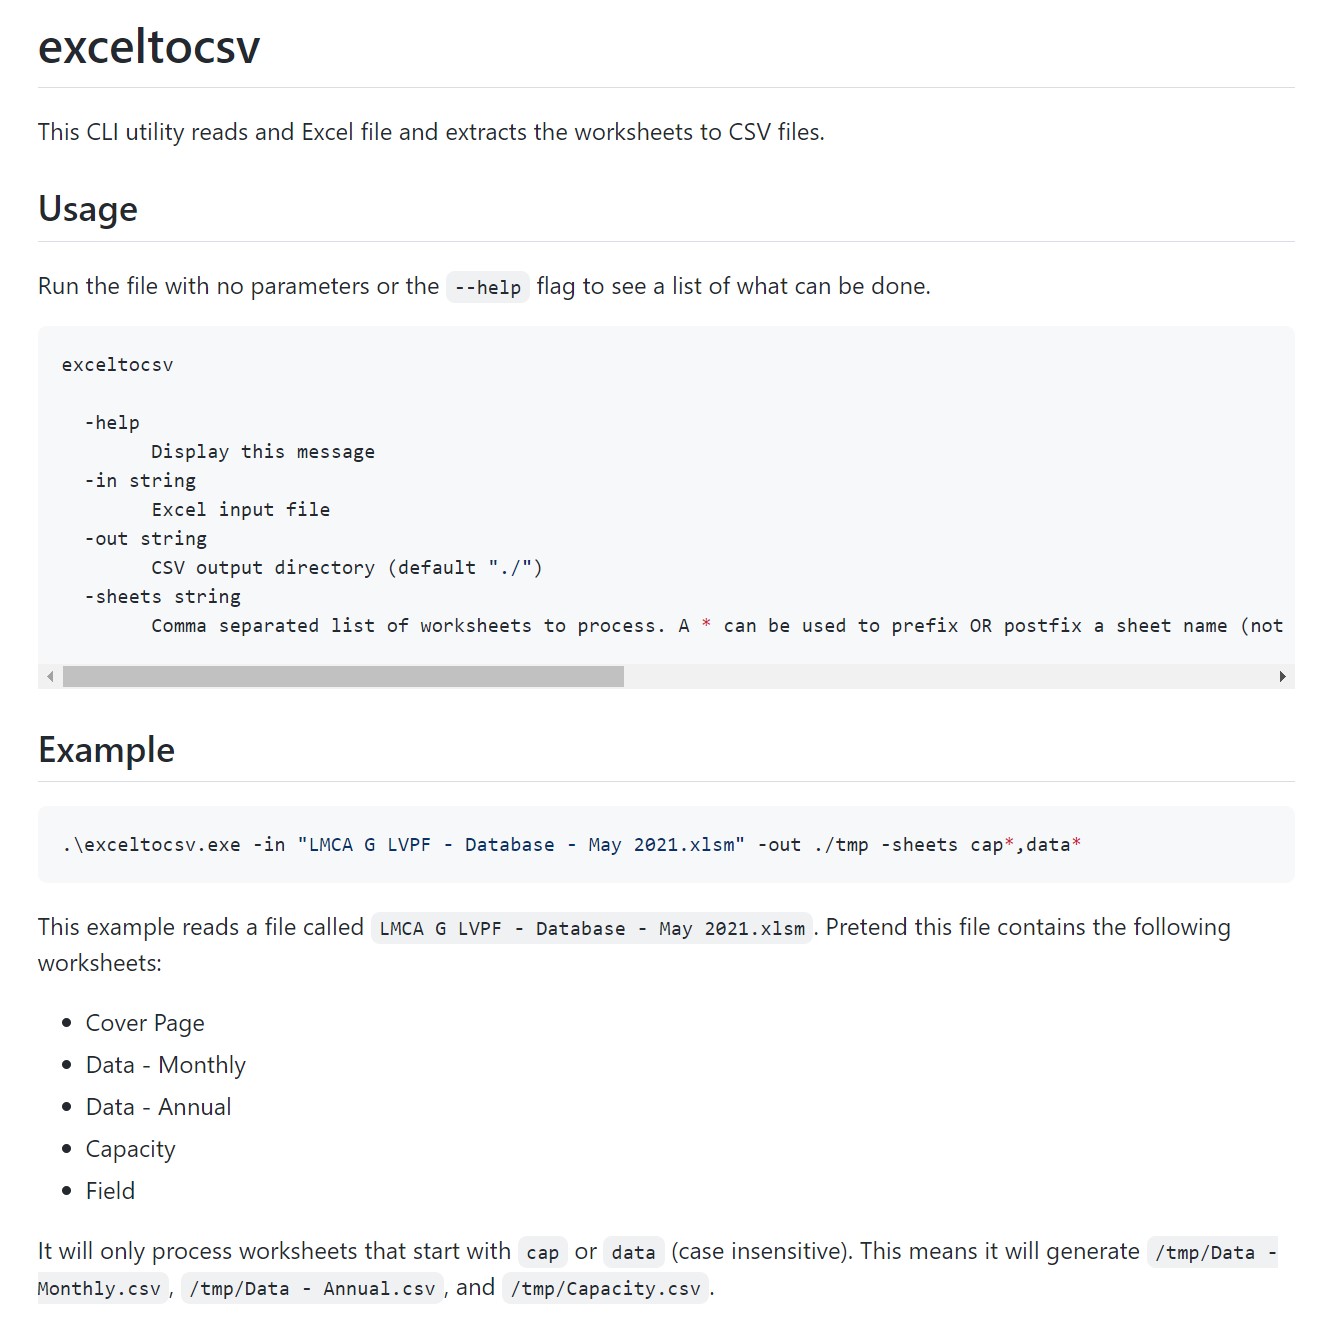 exceltocsv
This CLI utility reads and Excel file and extracts the worksheets to CSV files.
Usage
Run the file with no parameters or the --help flag to see a list of what can be done.
exceltocsv
-help
Display this message
-in string
Excel input file
-out string
CSV output directory (default "./")
-sheets string
Comma separated list of worksheets to process. A * can be used to prefix OR postfix a sheet name (not
Example
.\exceltocsv.exe -in "LMCA G LVPF - Database - May 2021.xlsm" -out ./tmp -sheets cap*,data*
This example reads a file called LMCA G LVPF - Database - May 2021.xlsm. Pretend this file contains the following
worksheets:
• Cover Page
• Data - Monthly
• Data - Annual
• Capacity
• Field
It will only process worksheets that start with cap or data (case insensitive). This means it will generate /tmp/Data -
Monthly.csv, /tmp/Data - Annual.csv, and /tmp/Capacity.csv.